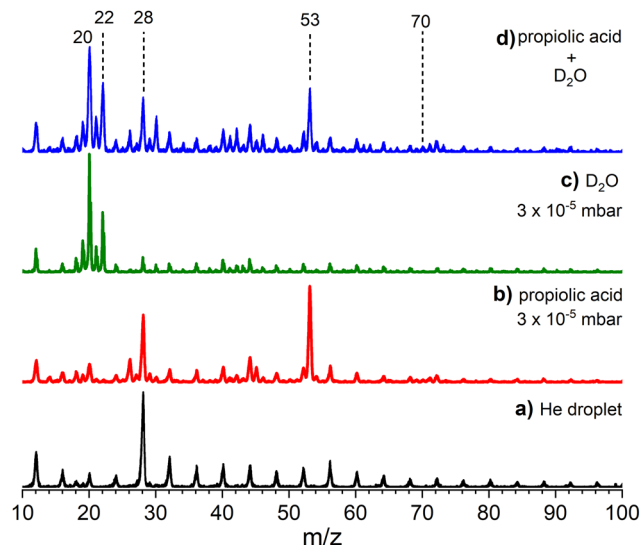 20
22
28
53
70
d) propiolic acid
+
D₂O
c) D₂O
3 x 10⁻⁵ mbar
b) propiolic acid
3 x 10⁻⁵ mbar
a) He droplet
10 20 30 40 50 60 70 80 90 100
m/z